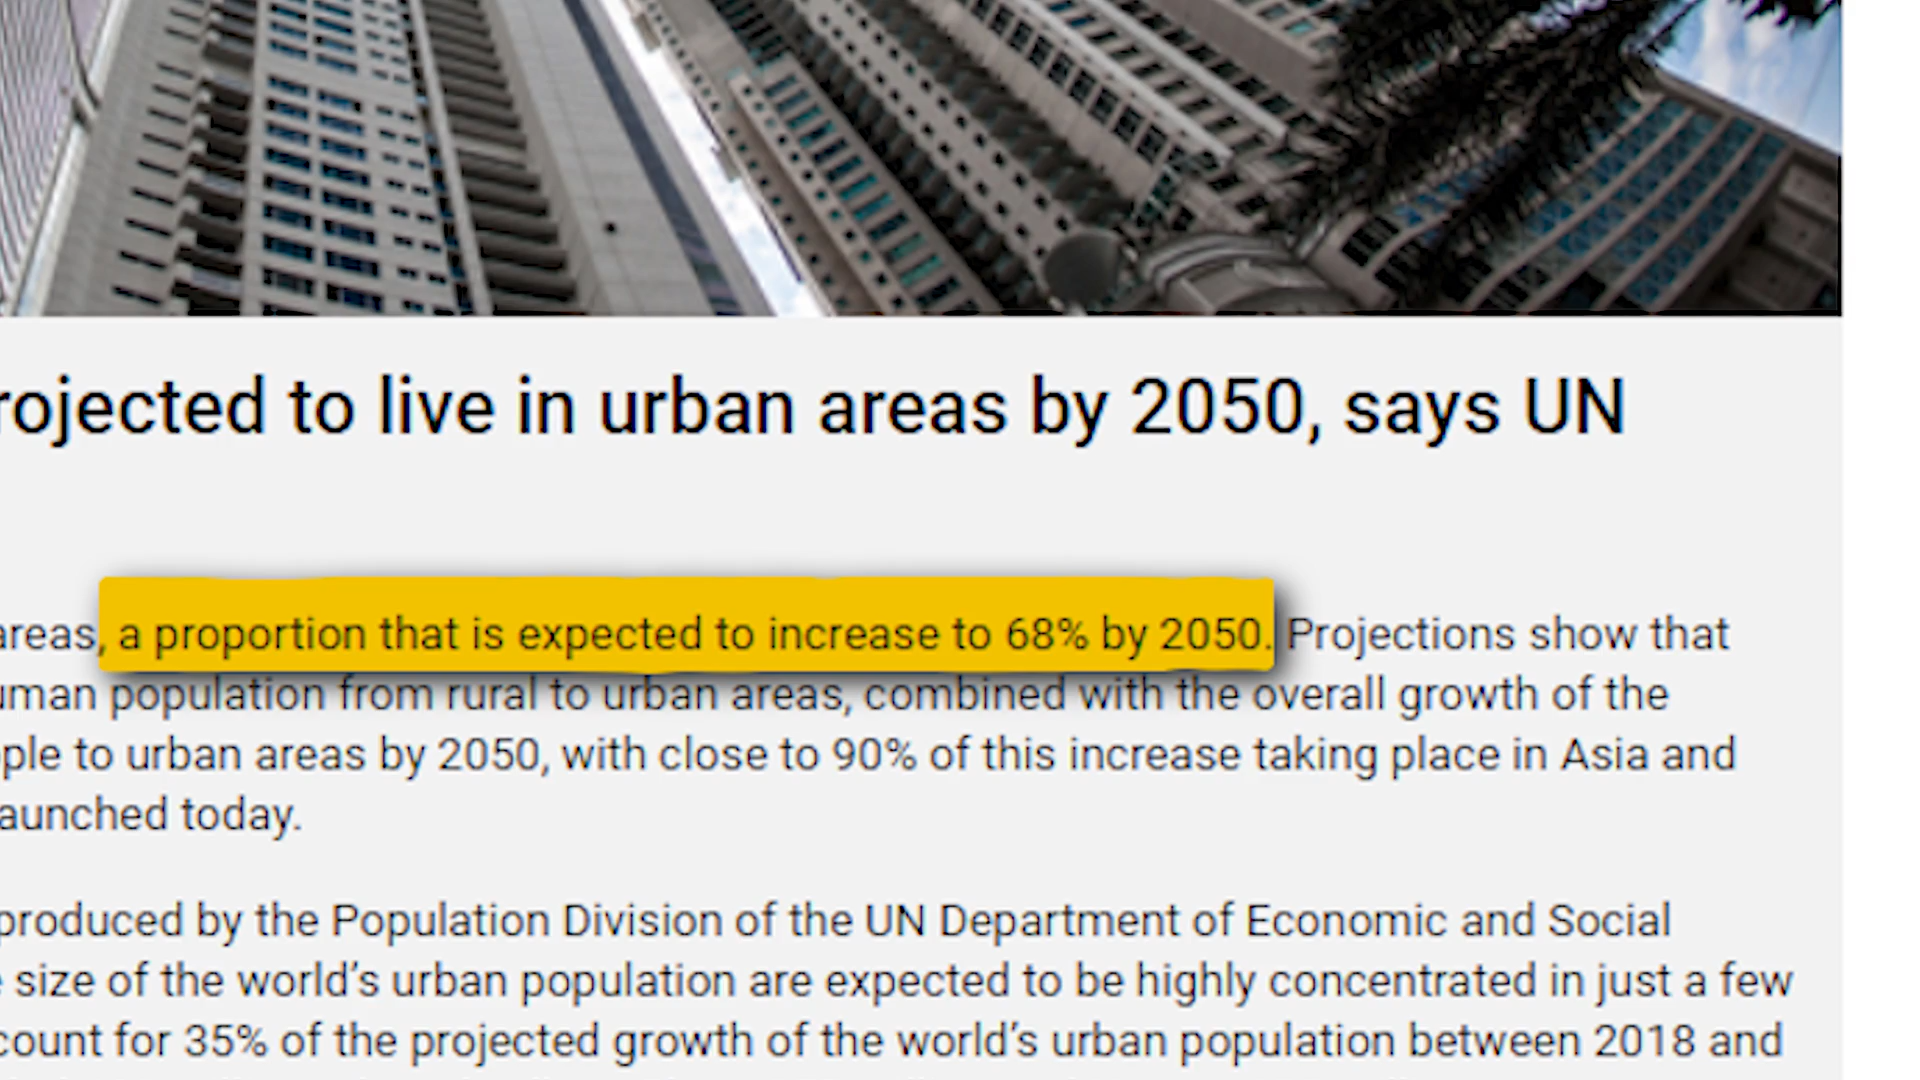 rojected to live in urban areas by 2050, says UN
areas, a proportion that is expected to increase to 68% by 2050. Projections show that
uman population from rural to urban areas, combined with the overall growth of the
ple to urban areas by 2050, with close to 90% of this increase taking place in Asia and
aunched today.
produced by the Population Division of the UN Department of Economic and Social
size of the world’s urban population are expected to be highly concentrated in just a few
count for 35% of the projected growth of the world’s urban population between 2018 and